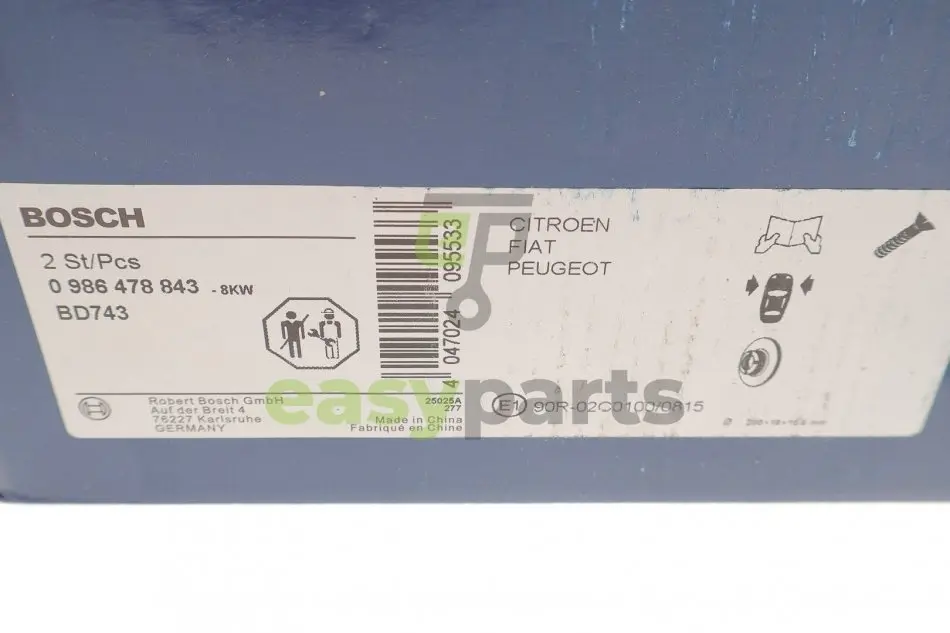 BOSCH
2 St/Pcs
0 986 478 843 - 8KW
BD743
Robert Bosch GmbH
Auf der Breit 4
76227 Karlsruhe
GERMANY
25025A
277
Made in China
Fabriqué en Chine
4 047024 095533
CITROEN
FIAT
PEUGEOT
E1 90R-02C0100/0815
easyparts